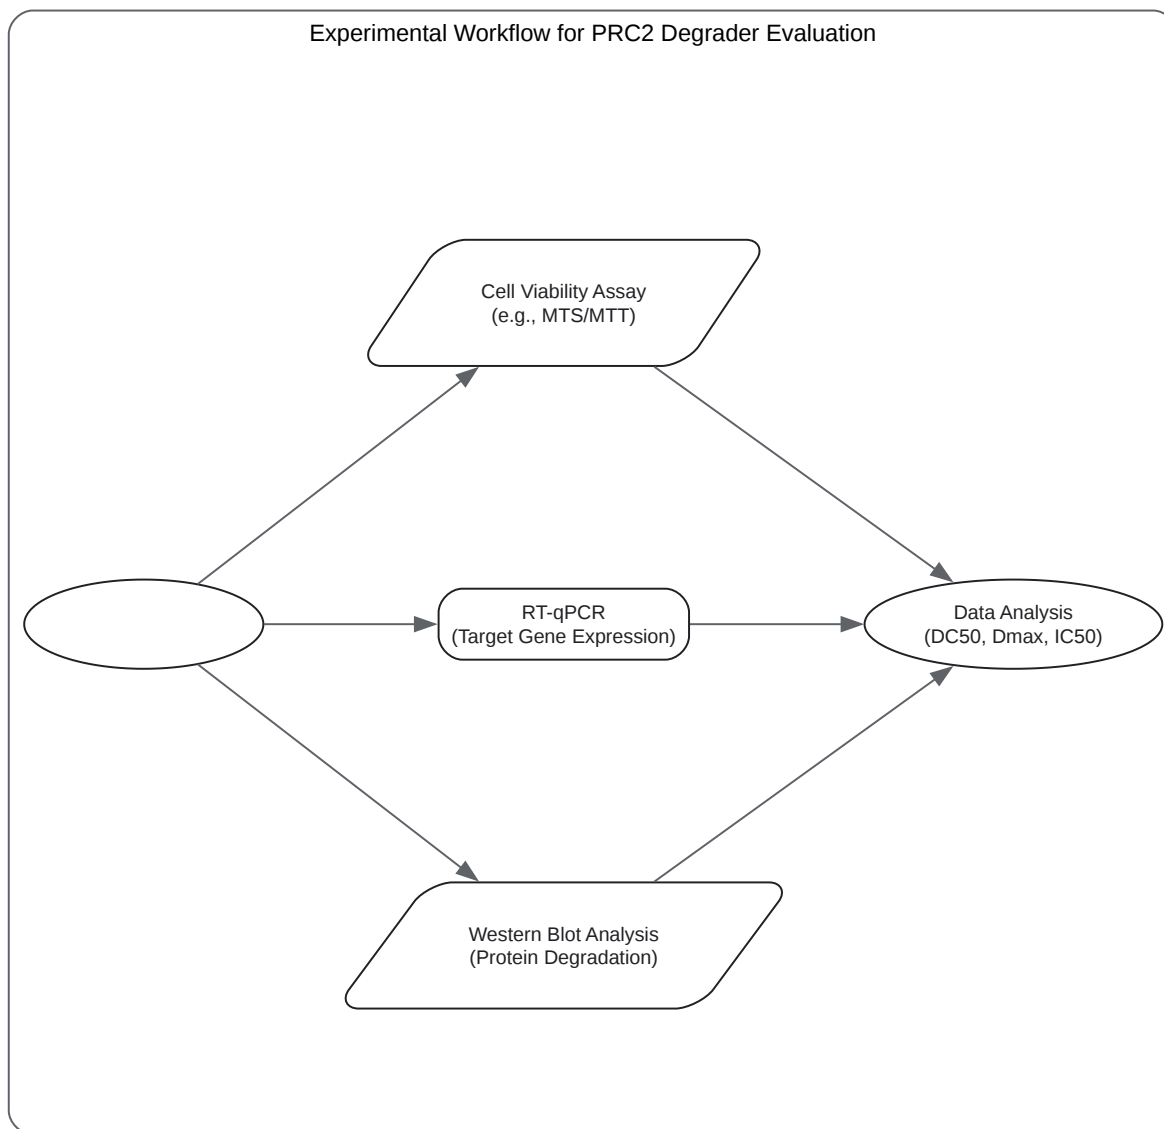 Experimental Workflow for PRC2 Degrader Evaluation
Cell Viability Assay
(e.g., MTS/MTT)
RT-qPCR
(Target Gene Expression)
Data Analysis
(DC50, Dmax, IC50)
Western Blot Analysis
(Protein Degradation)